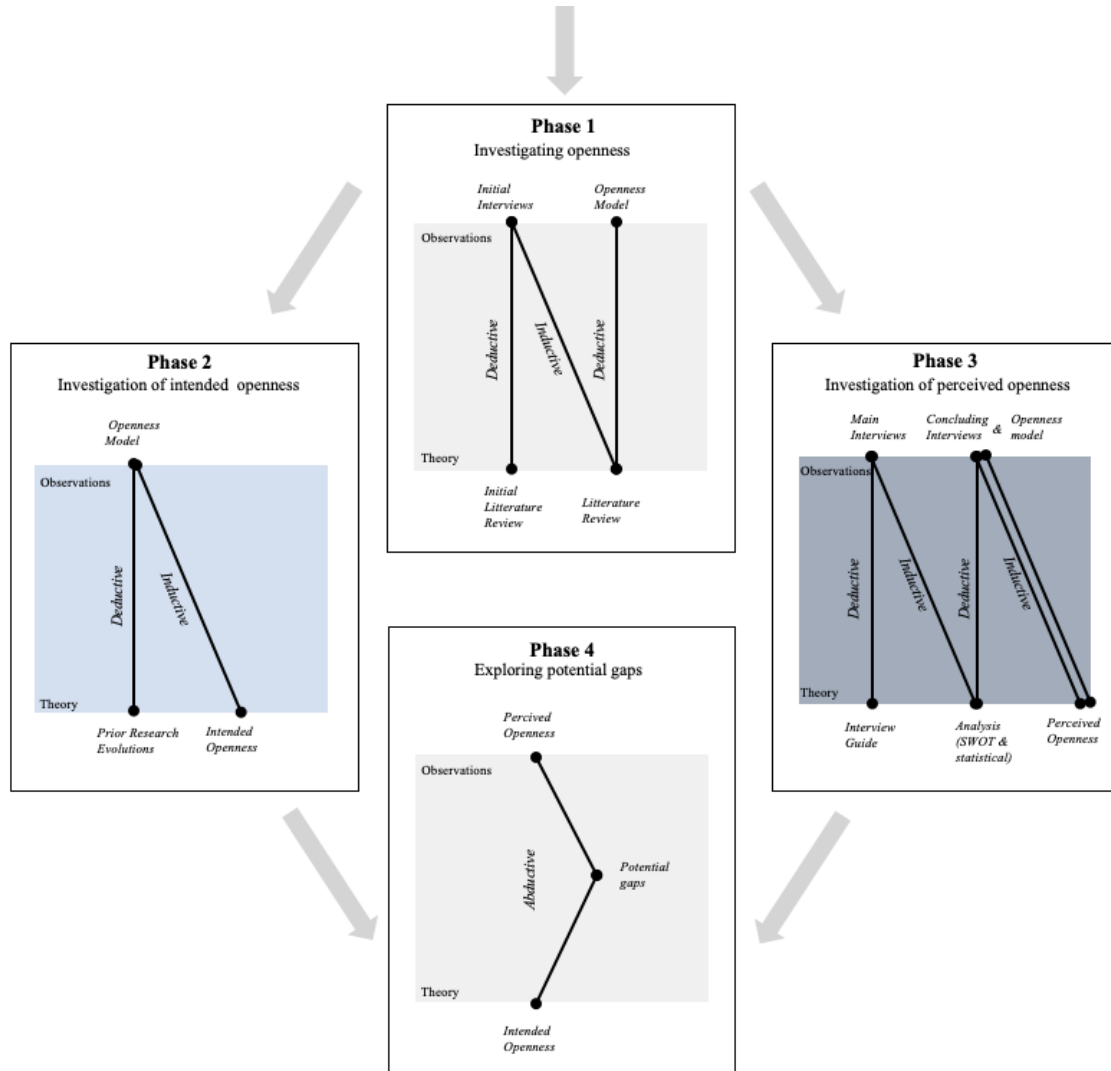 Phase 1
Investigating openness
Initial
Interviews
Openness
Model
Observations
Deductive
Inductive
Deductive
Theory
Initial
Litterature
Review
Litterature
Review
Phase 2
Investigation of intended openness
Openness
Model
Observations
Deductive
Inductive
Theory
Prior Research
Evolutions
Intended
Openness
Phase 3
Investigation of perceived openness
Main
Interviews
Concluding
Interviews
&
Openness
model
Observations
Deductive
Inductive
Deductive
Inductive
Theory
Interview
Guide
Analysis
(SWOT &
statistical)
Perceived
Openness
Phase 4
Exploring potential gaps
Percived
Openness
Observations
Abductive
Potential
gaps
Theory
Intended
Openness